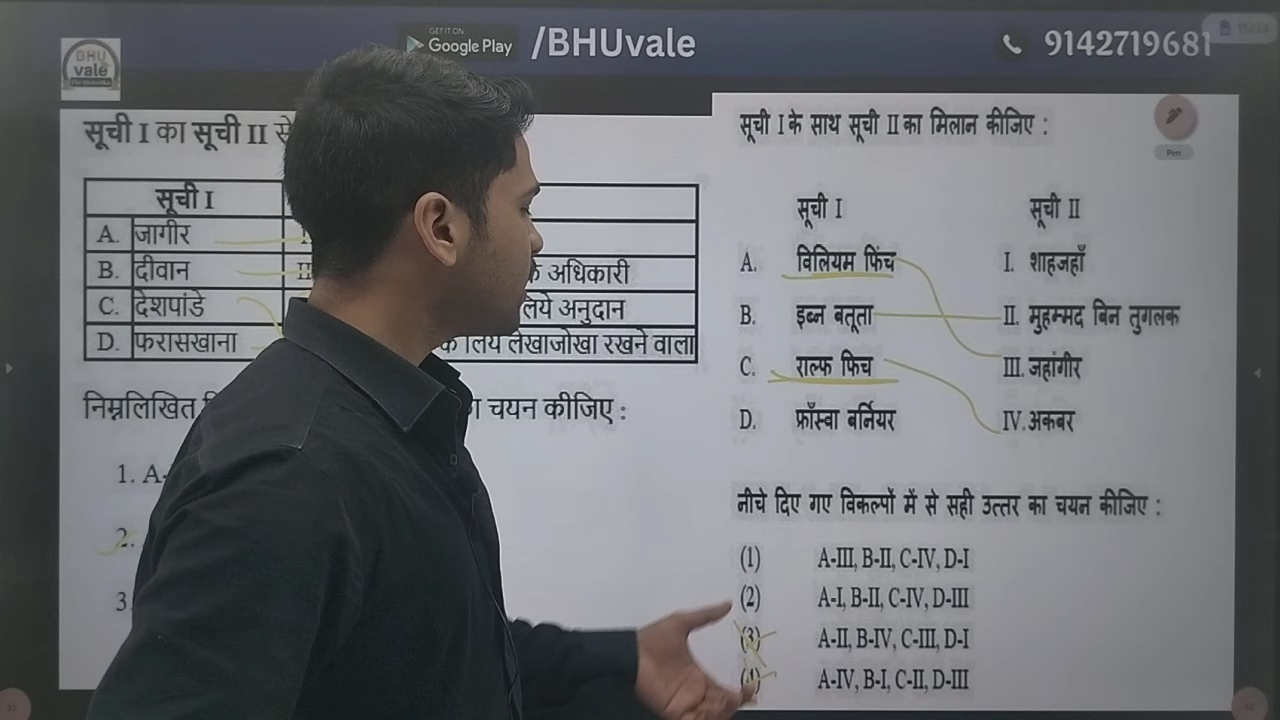 GET IT ON
Google Play
/BHUvale
9142719681
BHU
vale
सूची I का सूची II से
सूची I
A. जागीर
B. दीवान II के अधिकारी
C. देशपांडे लिये अनुदान
D. फरासखाना के लिये लेखाजोखा रखने वाला
निम्नलिखित चयन कीजिए :
1. A-
2.
3.
सूची I के साथ सूची II का मिलान कीजिए :
Pen
सूची I सूची II
A. विलियम फिंच I. शाहजहाँ
B. इब्न बतूता II. मुहम्मद बिन तुगलक
C. राल्फ फिच III. जहांगीर
D. फ्राँस्वा बर्नियर IV. अकबर
नीचे दिए गए विकल्पों में से सही उत्तर का चयन कीजिए :
(1) A-III, B-II, C-IV, D-I
(2) A-I, B-II, C-IV, D-III
(3) A-II, B-IV, C-III, D-I
(4) A-IV, B-I, C-II, D-III